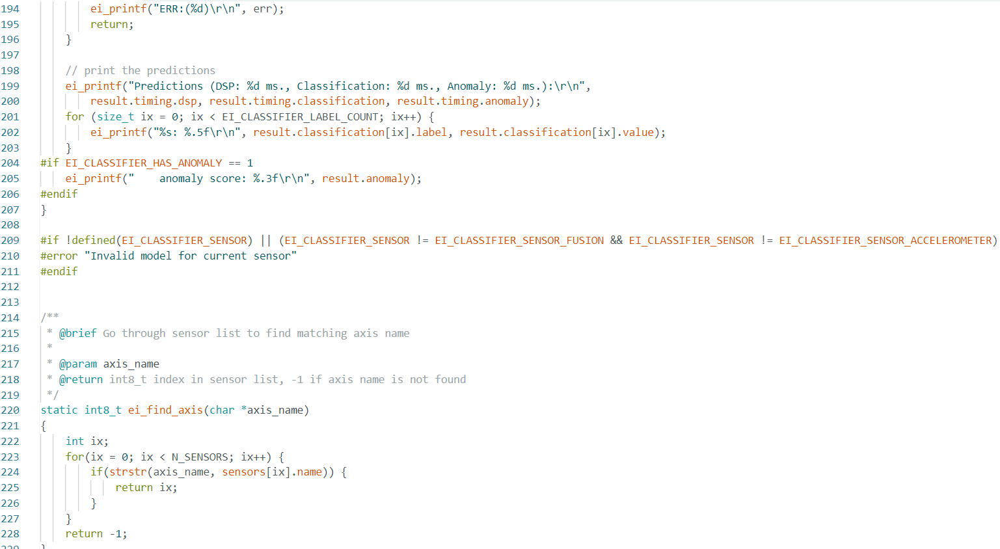 194 ei_printf("ERR:(%d)\r\n", err);
195 return;
196 }
197
198 // print the predictions
199 ei_printf("Predictions (DSP: %d ms., Classification: %d ms., Anomaly: %d ms.):\r\n",
200 result.timing.dsp, result.timing.classification, result.timing.anomaly);
201 for (size_t ix = 0; ix < EI_CLASSIFIER_LABEL_COUNT; ix++) {
202 ei_printf("%s: %.5f\r\n", result.classification[ix].label, result.classification[ix].value);
203 }
204 #if EI_CLASSIFIER_HAS_ANOMALY == 1
205 ei_printf("    anomaly score: %.3f\r\n", result.anomaly);
206 #endif
207 }
208
209 #if !defined(EI_CLASSIFIER_SENSOR) || (EI_CLASSIFIER_SENSOR != EI_CLASSIFIER_SENSOR_FUSION && EI_CLASSIFIER_SENSOR != EI_CLASSIFIER_SENSOR_ACCELEROMETER)
210 #error "Invalid model for current sensor"
211 #endif
212
213
214 /**
215 * @brief Go through sensor list to find matching axis name
216 *
217 * @param axis_name
218 * @return int8_t index in sensor list, -1 if axis name is not found
219 */
220 static int8_t ei_find_axis(char *axis_name)
221 {
222 int ix;
223 for(ix = 0; ix < N_SENSORS; ix++) {
224 if(strstr(axis_name, sensors[ix].name)) {
225 return ix;
226 }
227 }
228 return -1;
229 }